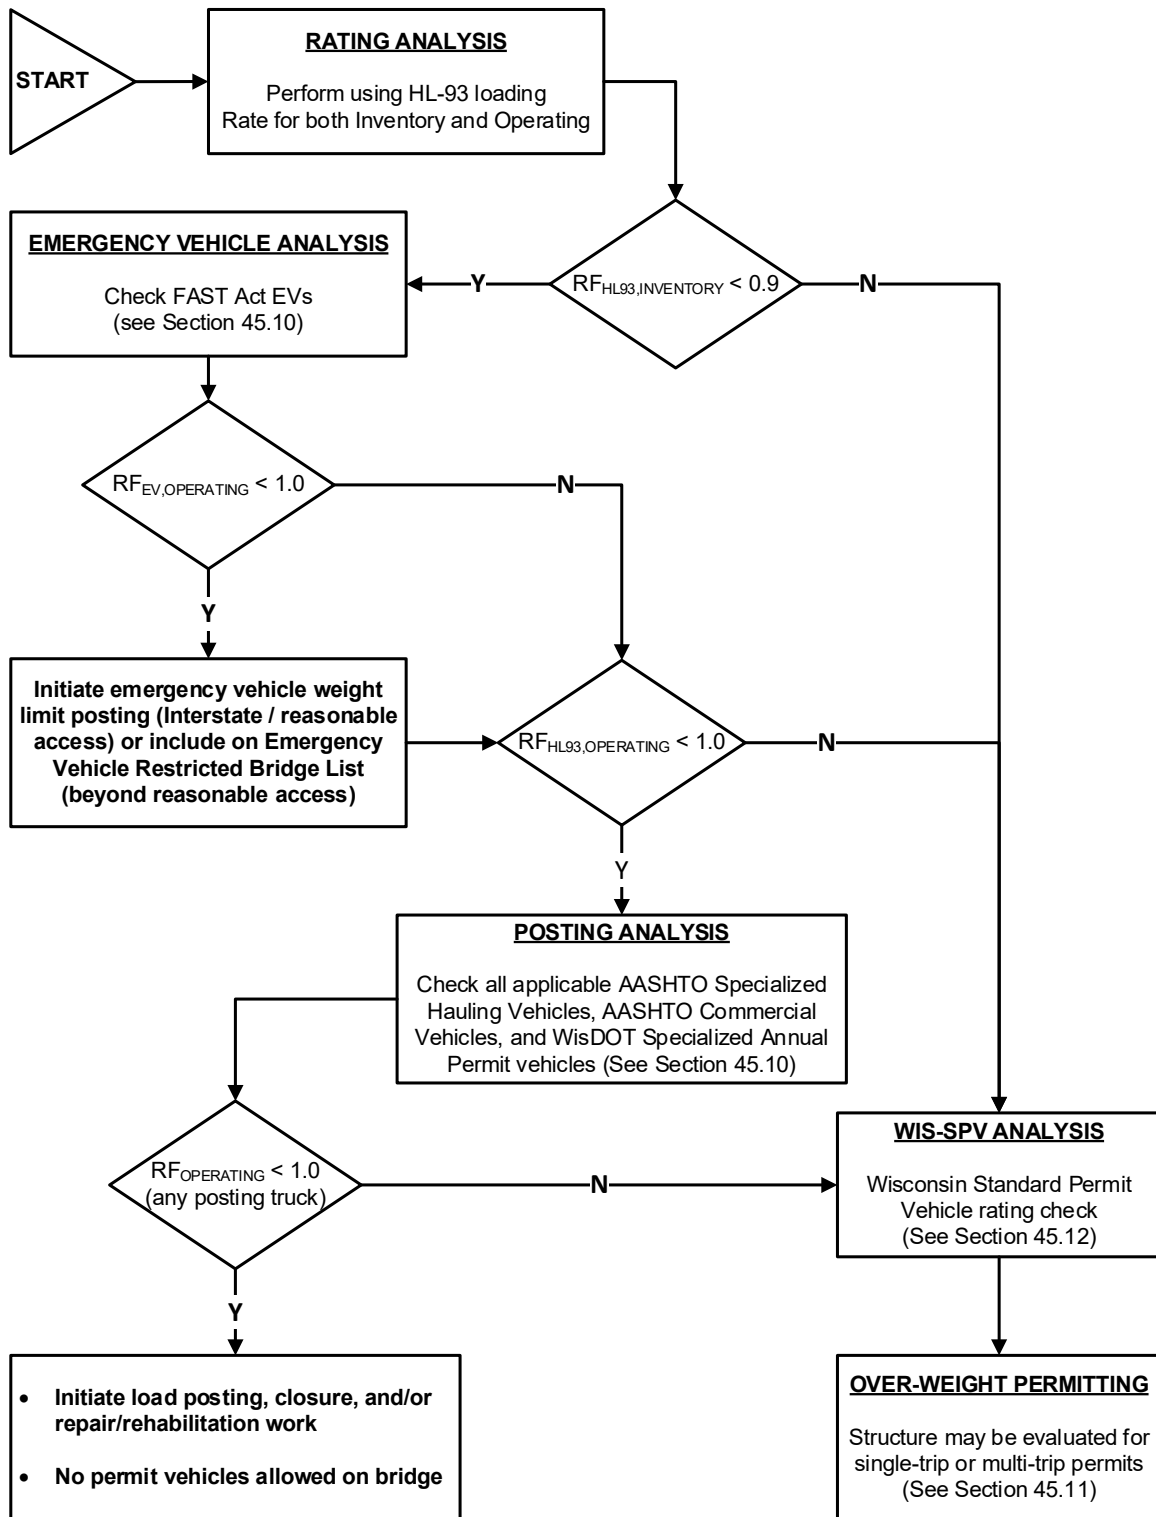 START
RATING ANALYSIS
Perform using HL-93 loading
Rate for both Inventory and Operating
EMERGENCY VEHICLE ANALYSIS
Check FAST Act EVs
(see Section 45.10)
Y
RF_HL93,INVENTORY < 0.9
N
RF_EV,OPERATING < 1.0
N
Y
Initiate emergency vehicle weight
limit posting (Interstate / reasonable
access) or include on Emergency
Vehicle Restricted Bridge List
(beyond reasonable access)
RF_HL93,OPERATING < 1.0
N
Y
POSTING ANALYSIS
Check all applicable AASHTO Specialized
Hauling Vehicles, AASHTO Commercial
Vehicles, and WisDOT Specialized Annual
Permit vehicles (See Section 45.10)
RF_OPERATING < 1.0
(any posting truck)
N
WIS-SPV ANALYSIS
Wisconsin Standard Permit
Vehicle rating check
(See Section 45.12)
Y
• Initiate load posting, closure, and/or
repair/rehabilitation work
• No permit vehicles allowed on bridge
OVER-WEIGHT PERMITTING
Structure may be evaluated for
single-trip or multi-trip permits
(See Section 45.11)